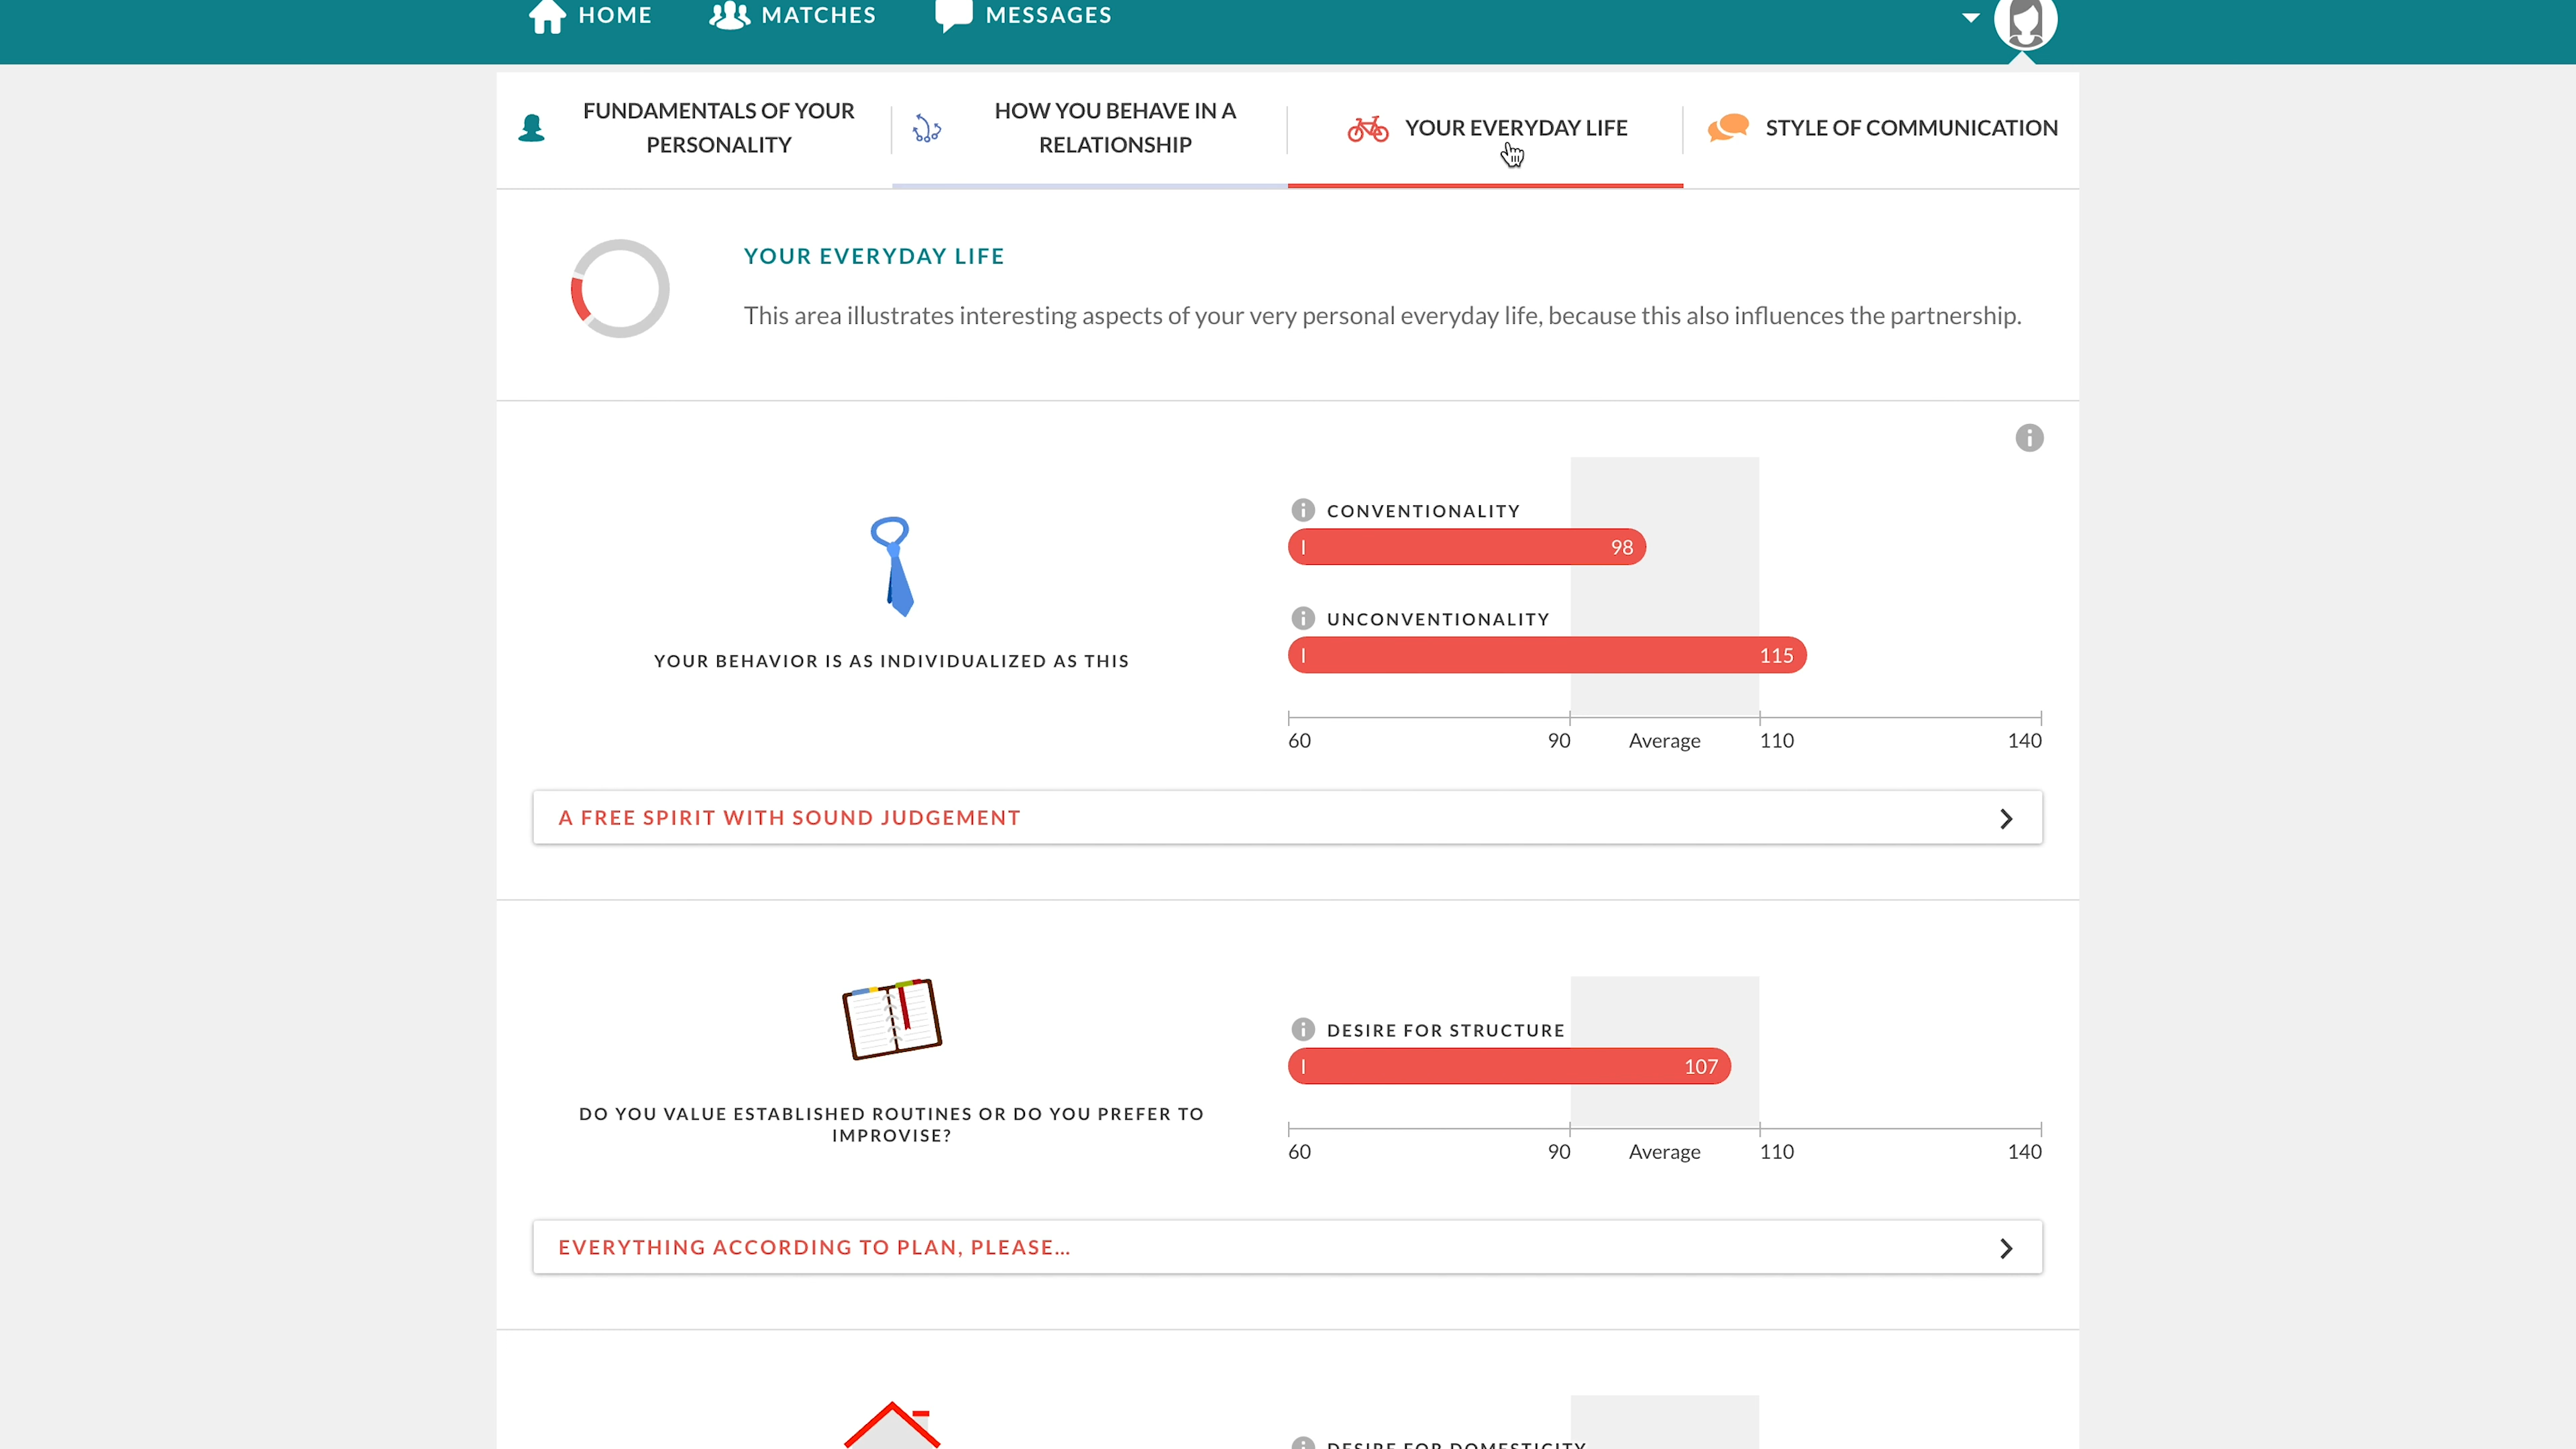 HOME
MATCHES
MESSAGES
FUNDAMENTALS OF YOUR
PERSONALITY
HOW YOU BEHAVE IN A
RELATIONSHIP
YOUR EVERYDAY LIFE
STYLE OF COMMUNICATION
YOUR EVERYDAY LIFE
This area illustrates interesting aspects of your very personal everyday life, because this also influences the partnership.
CONVENTIONALITY
I 98
UNCONVENTIONALITY
I 115
YOUR BEHAVIOR IS AS INDIVIDUALIZED AS THIS
60 90 Average 110 140
A FREE SPIRIT WITH SOUND JUDGEMENT
DESIRE FOR STRUCTURE
I 107
DO YOU VALUE ESTABLISHED ROUTINES OR DO YOU PREFER TO
IMPROVISE?
60 90 Average 110 140
EVERYTHING ACCORDING TO PLAN, PLEASE...
DESIRE FOR DOMESTICITY